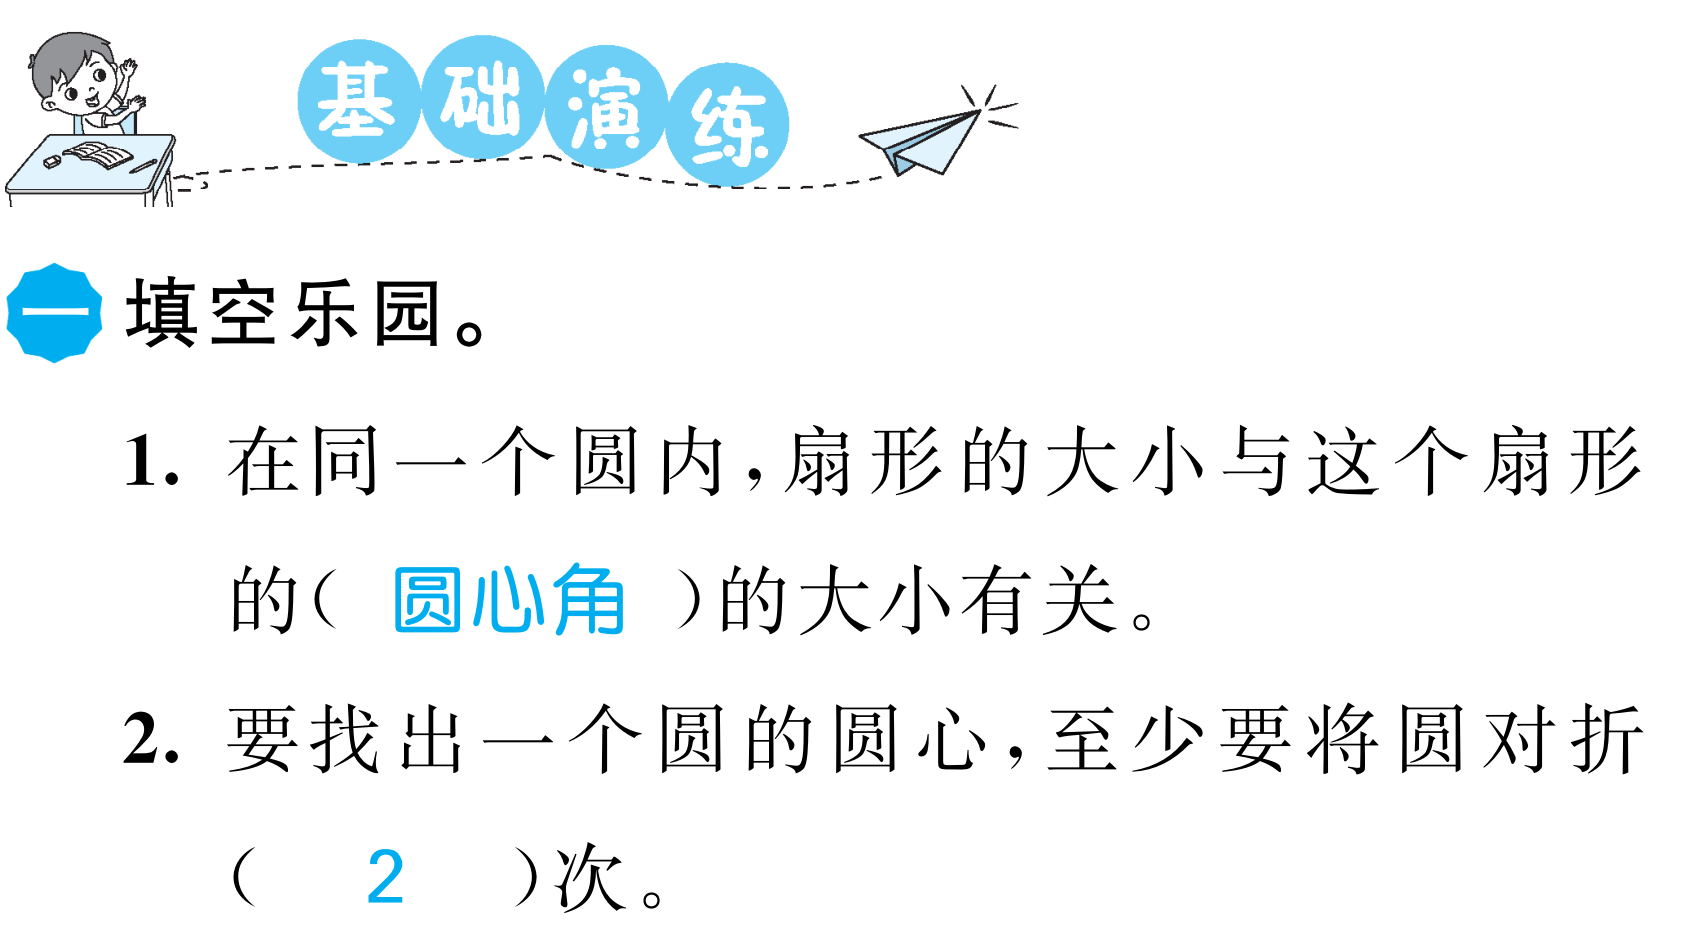 基础演练
一 填空乐园。
1. 在同一个圆内,扇形的大小与这个扇形
的( 圆心角 )的大小有关。
2. 要找出一个圆的圆心,至少要将圆对折
( 2 )次。